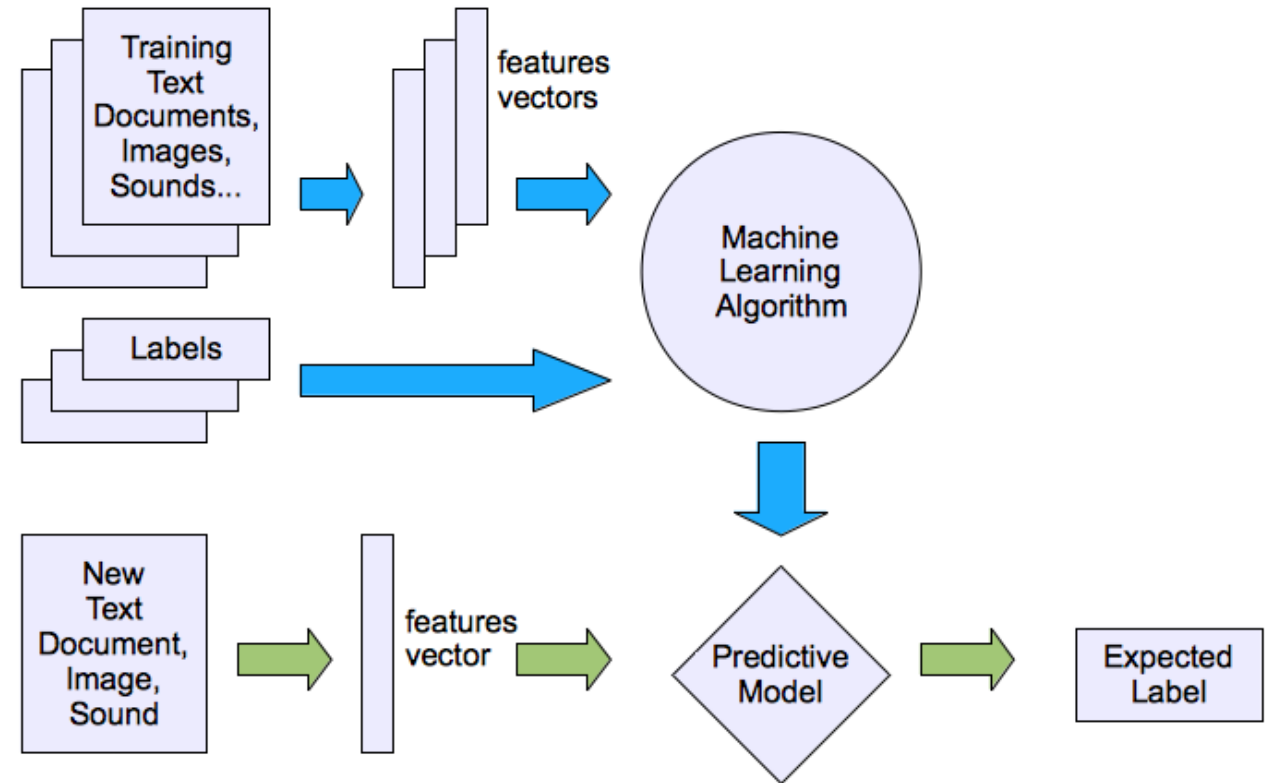 Training
Text
Documents,
Images,
Sounds...
features
vectors
Machine
Learning
Algorithm
Labels
New
Text
Document,
Image,
Sound
features
vector
Predictive
Model
Expected
Label